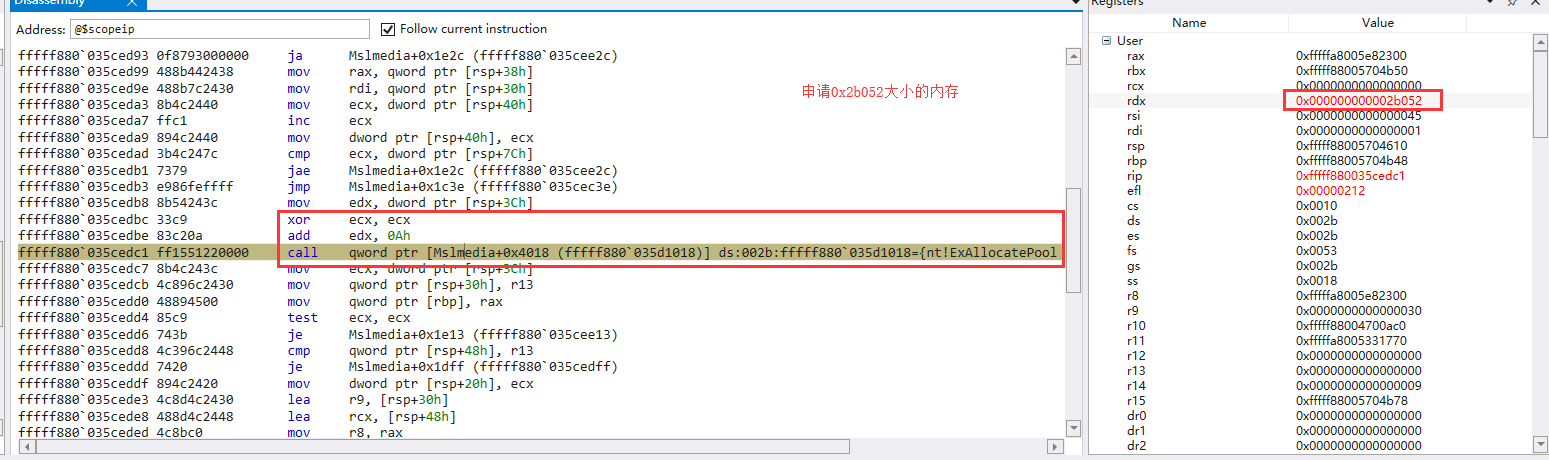 Disassembly
Address: @$scopeip Follow current instruction
fffff880`035ced93 0f8793000000 ja Mslmedia+0x1e2c (fffff880`035cee2c)
fffff880`035ced99 488b442438 mov rax, qword ptr [rsp+38h]
fffff880`035ced9e 488b7c2430 mov rdi, qword ptr [rsp+30h]
fffff880`035ceda3 8b4c2440 mov ecx, dword ptr [rsp+40h]
fffff880`035ceda7 ffc1 inc ecx
fffff880`035ceda9 894c2440 mov dword ptr [rsp+40h], ecx
fffff880`035cedad 3b4c247c cmp ecx, dword ptr [rsp+7Ch]
fffff880`035cedb1 7379 jae Mslmedia+0x1e2c (fffff880`035cee2c)
fffff880`035cedb3 e986feffff jmp Mslmedia+0x1c3e (fffff880`035cec3e)
fffff880`035cedb8 8b54243c mov edx, dword ptr [rsp+3Ch]
fffff880`035cedbc 33c9 xor ecx, ecx
fffff880`035cedbe 83c20a add edx, 0Ah
fffff880`035cedc1 ff1551220000 call qword ptr [Mslmedia+0x4018 (fffff880`035d1018)] ds:002b:fffff880`035d1018={nt!ExAllocatePool
fffff880`035cedc7 8b4c243c mov ecx, dword ptr [rsp+3Ch]
fffff880`035cedcb 4c896c2430 mov qword ptr [rsp+30h], r13
fffff880`035cedd0 48894500 mov qword ptr [rbp], rax
fffff880`035cedd4 85c9 test ecx, ecx
fffff880`035cedd6 743b je Mslmedia+0x1e13 (fffff880`035cee13)
fffff880`035cedd8 4c396c2448 cmp qword ptr [rsp+48h], r13
fffff880`035ceddd 7420 je Mslmedia+0x1dff (fffff880`035cedff)
fffff880`035ceddf 894c2420 mov dword ptr [rsp+20h], ecx
fffff880`035cede3 4c8d4c2430 lea r9, [rsp+30h]
fffff880`035cede8 488d4c2448 lea rcx, [rsp+48h]
fffff880`035ceded 4c8bc0 mov r8, rax
申请0x2b052大小的内存
Registers
Name Value
User
rax 0xfffffa8005e82300
rbx 0xfffff88005704b50
rcx 0x0000000000000000
rdx 0x000000000002b052
rsi 0x0000000000000045
rdi 0x0000000000000001
rsp 0xfffff88005704610
rbp 0xfffff88005704b48
rip 0xfffff880035cedc1
efl 0x00000212
cs 0x0010
ds 0x002b
es 0x002b
fs 0x0053
gs 0x002b
ss 0x0018
r8 0xfffffa8005e82300
r9 0x0000000000000030
r10 0xfffff88004700ac0
r11 0xfffffa8005331770
r12 0x0000000000000000
r13 0x0000000000000000
r14 0x0000000000000009
r15 0xfffff88005704b78
dr0 0x0000000000000000
dr1 0x0000000000000000
dr2 0x0000000000000000